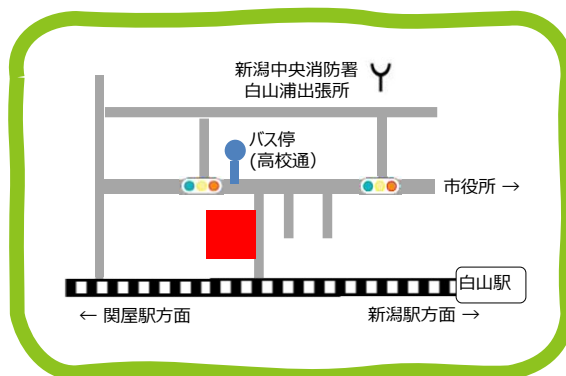 新潟中央消防署
白山浦出張所
バス停
(高校通)
市役所 →
白山駅
← 関屋駅方面
新潟駅方面 →